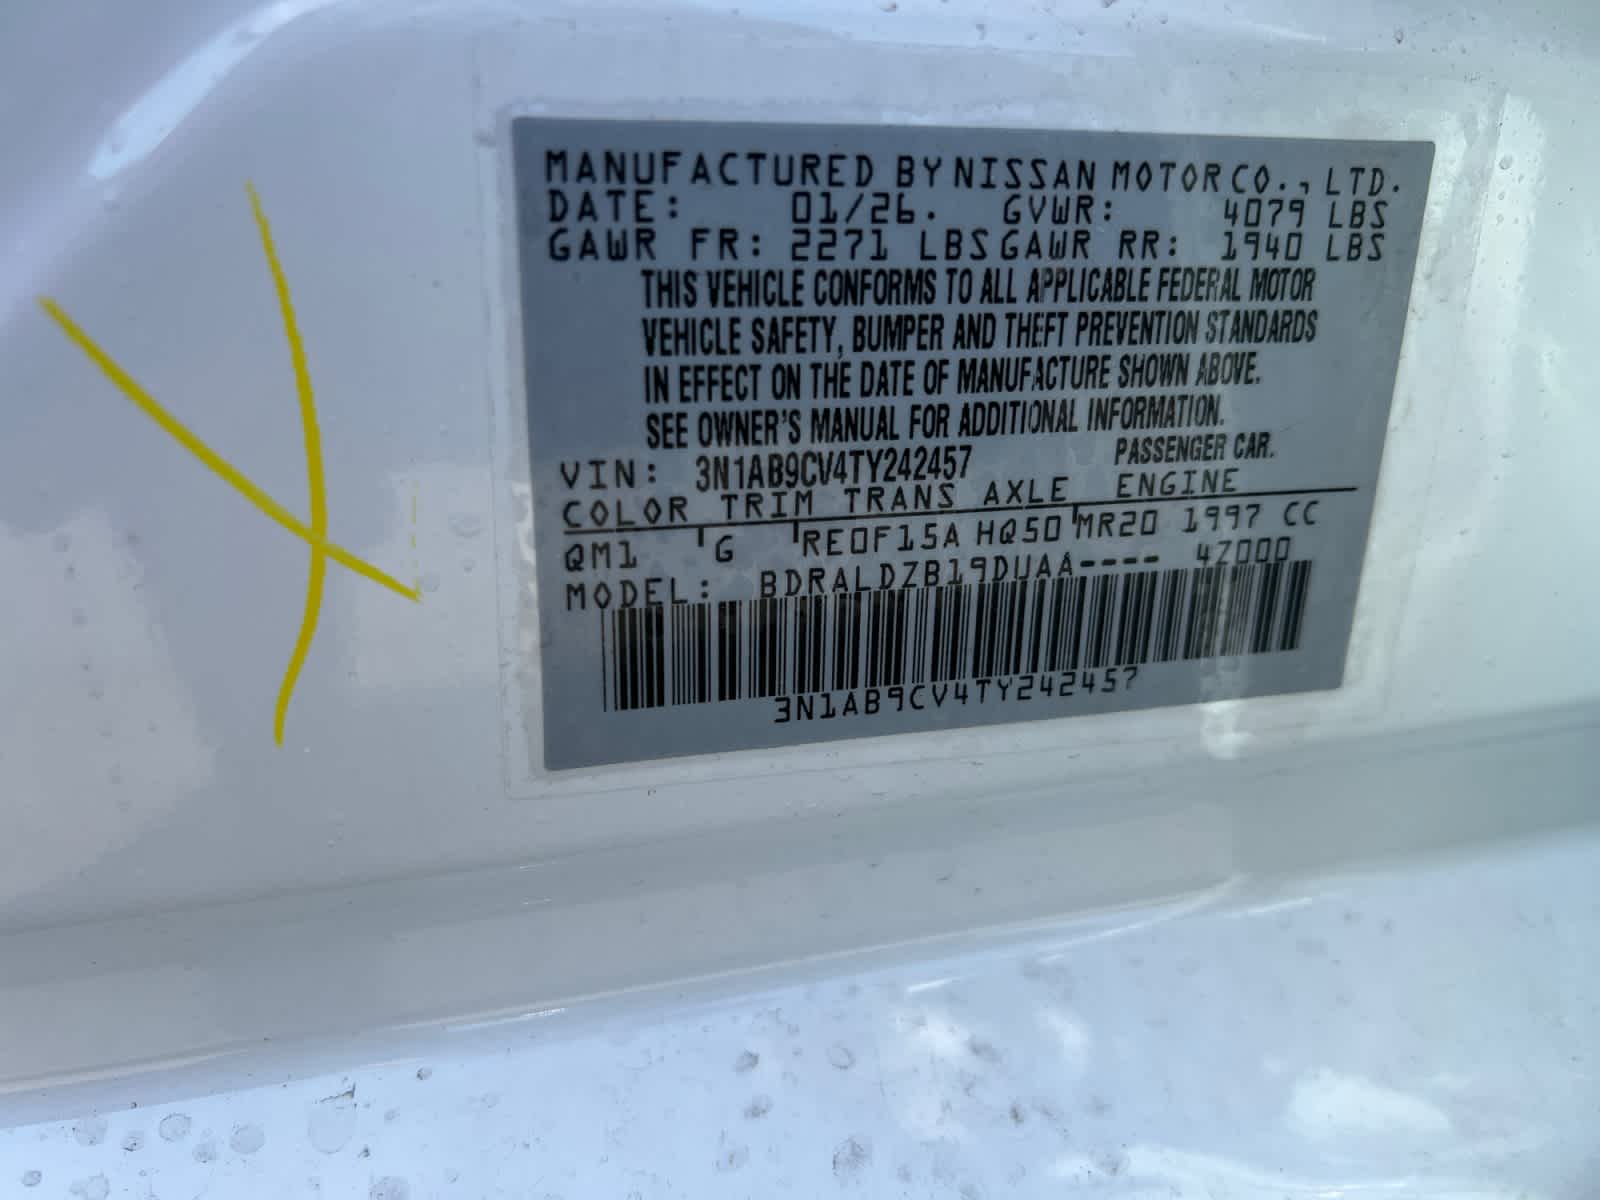 MANUFACTURED BY NISSAN MOTOR CO., LTD.
DATE: 01/26. GVWR: 4079 LBS
GAWR FR: 2271 LBS GAWR RR: 1940 LBS
THIS VEHICLE CONFORMS TO ALL APPLICABLE FEDERAL MOTOR
VEHICLE SAFETY, BUMPER AND THEFT PREVENTION STANDARDS
IN EFFECT ON THE DATE OF MANUFACTURE SHOWN ABOVE.
SEE OWNER'S MANUAL FOR ADDITIONAL INFORMATION.
VIN: 3N1AB9CV4TY242457 PASSENGER CAR.
COLOR TRIM TRANS AXLE ENGINE
QM1 G RE0F15A HQ50 MR20 1997 CC
MODEL: BDRALDZB19DUAA---- 4Z000
3N1AB9CV4TY242457